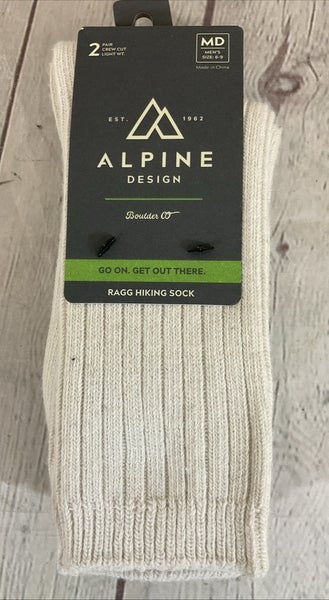 2 PAIR
CREW CUT
LIGHT WT.
MD
MEN'S
SIZE: 6-9
Made in China
EST. 1962
ALPINE
DESIGN
Boulder CO
GO ON. GET OUT THERE.
RAGG HIKING SOCK